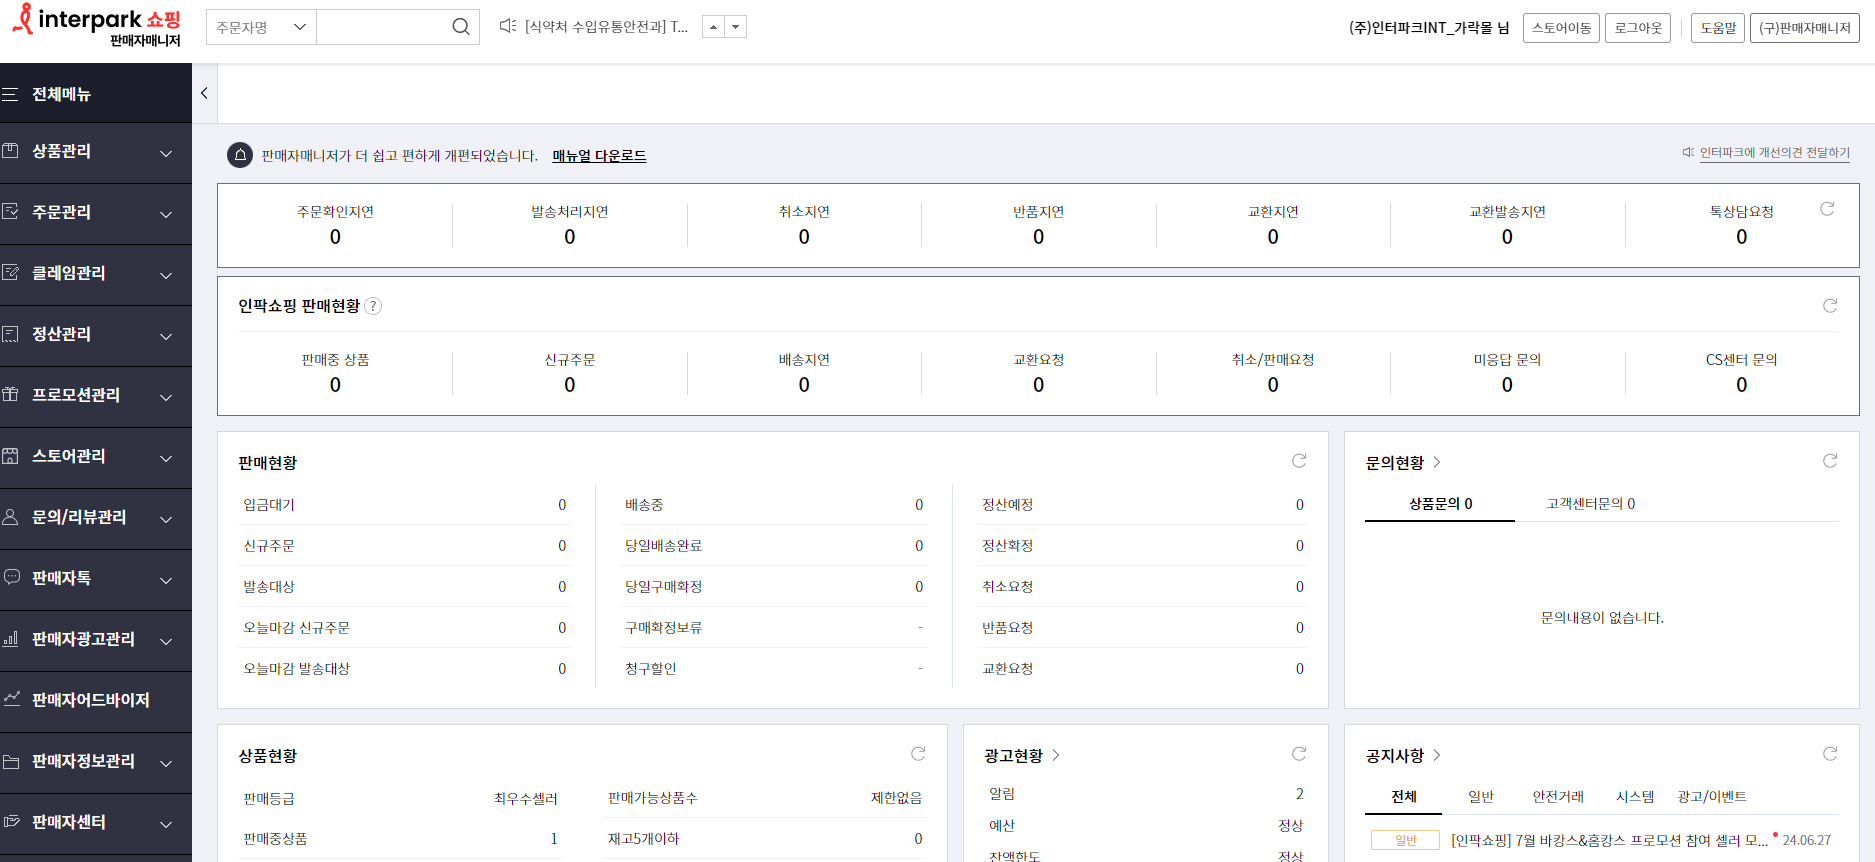 interpark 쇼핑
판매자매니저
주문자명
[식약처 수입유통안전과] T...
(주)인터파크INT_가락몰 님
스토어이동
로그아웃
도움말
(구)판매자매니저
전체메뉴
상품관리
주문관리
클레임관리
정산관리
프로모션관리
스토어관리
문의/리뷰관리
판매자톡
판매자광고관리
판매자어드바이저
판매자정보관리
판매자센터
판매자매니저가 더 쉽고 편하게 개편되었습니다. 매뉴얼 다운로드
인터파크에 개선의견 전달하기
주문확인지연 발송처리지연 취소지연 반품지연 교환지연 교환발송지연 톡상담요청
0 0 0 0 0 0 0
인팍쇼핑 판매현황 ?
판매중 상품 신규주문 배송지연 교환요청 취소/판매요청 미응답 문의 CS센터 문의
0 0 0 0 0 0 0
판매현황
입금대기 0
신규주문 0
발송대상 0
오늘마감 신규주문 0
오늘마감 발송대상 0
배송중 0
당일배송완료 0
당일구매확정 0
구매확정보류 -
청구할인 -
정산예정 0
정산확정 0
취소요청 0
반품요청 0
교환요청 0
문의현황
상품문의 0 고객센터문의 0
문의내용이 없습니다.
상품현황
판매등급 최우수셀러
판매중상품 1
판매가능상품수 제한없음
재고5개이하 0
광고현황
알림 2
예산 정상
잔액한도 정상
공지사항
전체 일반 안전거래 시스템 광고/이벤트
일반 [인팍쇼핑] 7월 바캉스&홈캉스 프로모션 참여 셀러 모... 24.06.27